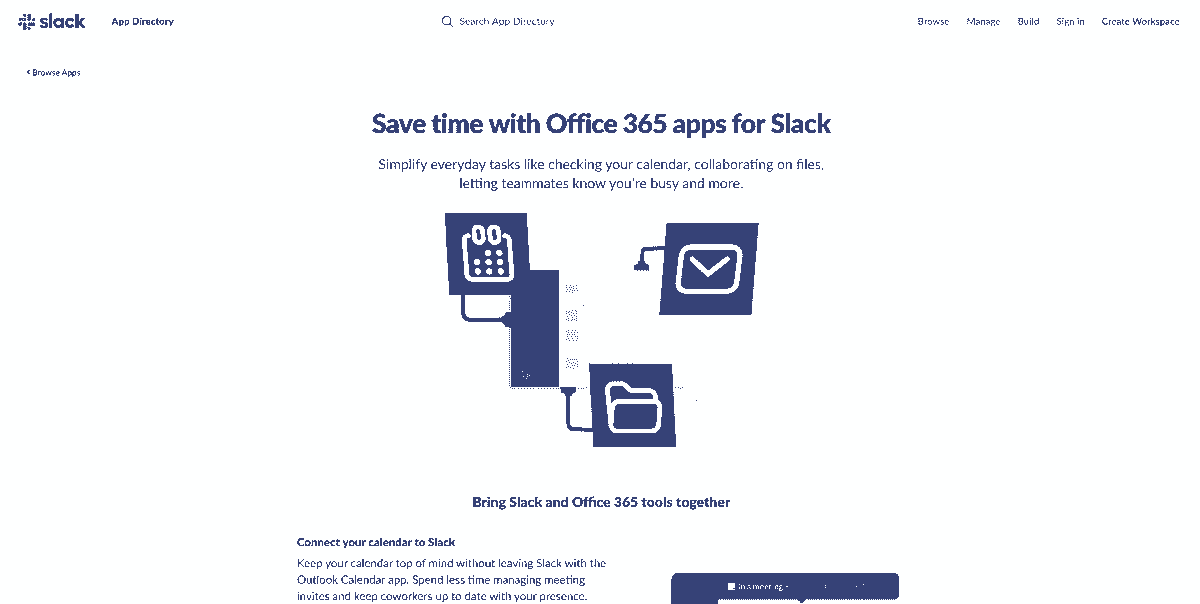 slack
App Directory
Search App Directory
Browse Manage Build Sign in Create Workspace
‹ Browse Apps
Save time with Office 365 apps for Slack
Simplify everyday tasks like checking your calendar, collaborating on files,
letting teammates know you're busy and more.
Bring Slack and Office 365 tools together
Connect your calendar to Slack
Keep your calendar top of mind without leaving Slack with the
Outlook Calendar app. Spend less time managing meeting
invites and keep coworkers up to date with your presence.
In a meeting •